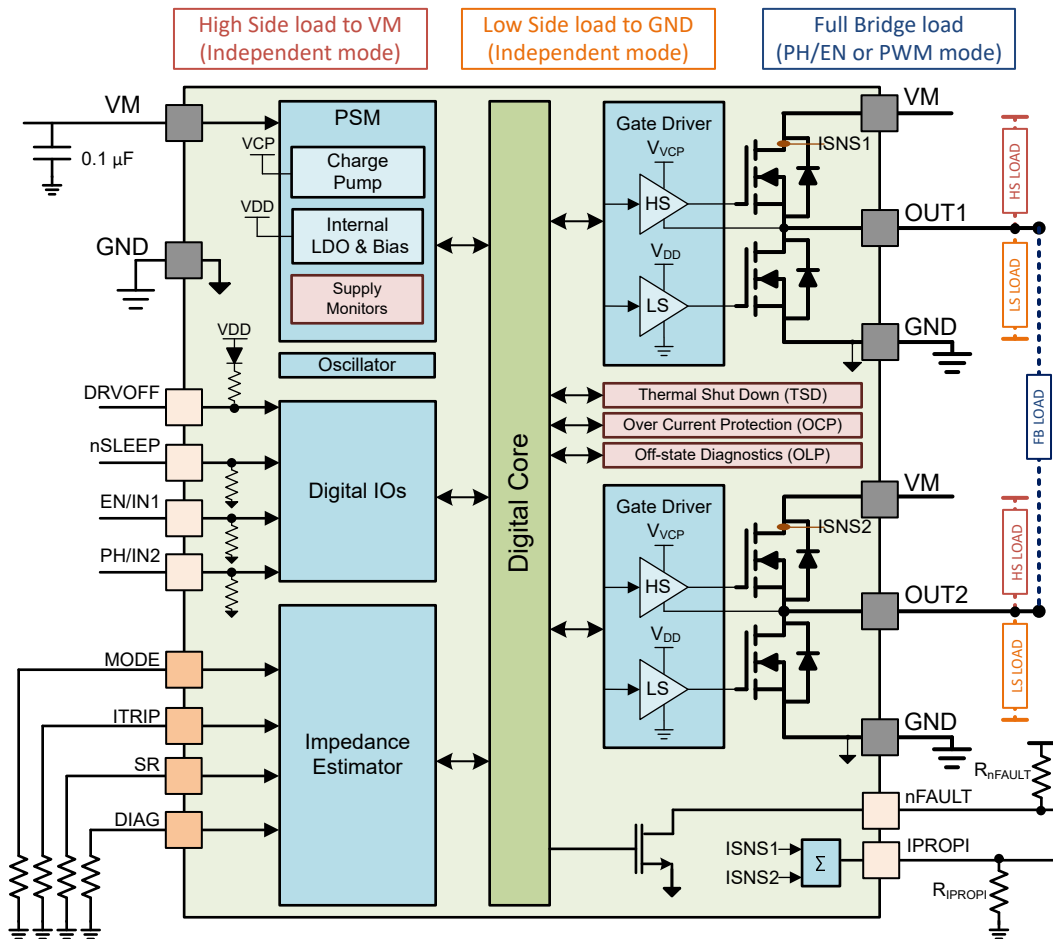 High Side load to VM
(Independent mode)
Low Side load to GND
(Independent mode)
Full Bridge load
(PH/EN or PWM mode)
VM
0.1 µF
GND
PSM
VCP
Charge
Pump
VDD
Internal
LDO & Bias
Supply
Monitors
Oscillator
VDD
DRVOFF
nSLEEP
EN/IN1
PH/IN2
Digital IOs
MODE
ITRIP
SR
DIAG
Impedance
Estimator
Digital Core
Gate Driver
VVCP
HS
VDD
LS
ISNS1
VM
OUT1
GND
HS LOAD
LS LOAD
FB LOAD
Thermal Shut Down (TSD)
Over Current Protection (OCP)
Off-state Diagnostics (OLP)
Gate Driver
VVCP
HS
VDD
LS
ISNS2
VM
OUT2
GND
HS LOAD
LS LOAD
RnFAULT
nFAULT
ISNS1
ISNS2
Σ
IPROPI
RIPROPI